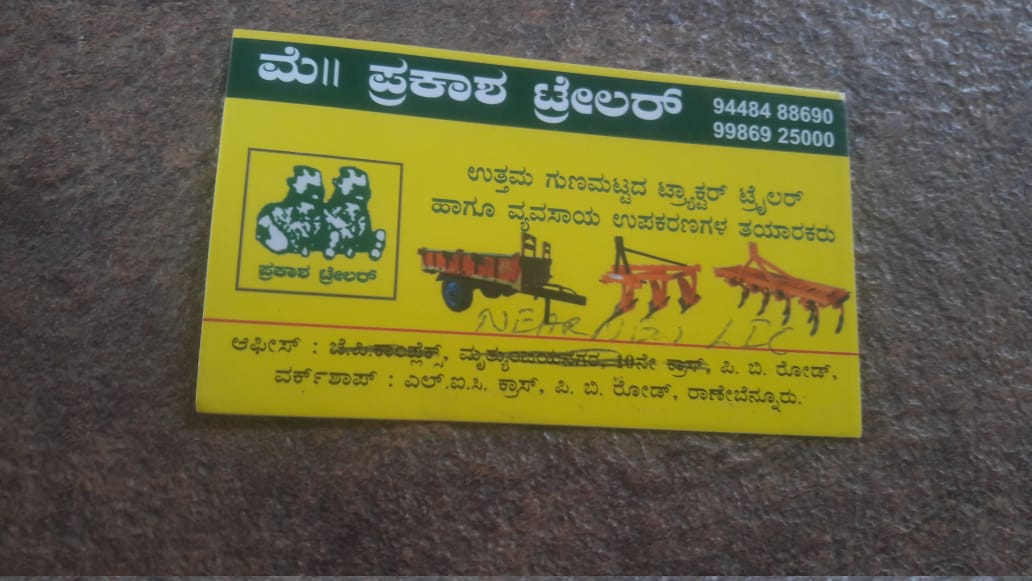 ಮೆ॥ ಪ್ರಕಾಶ ಟ್ರೇಲರ್
94484 88690
99869 25000
ಉತ್ತಮ ಗುಣಮಟ್ಟದ ಟ್ರ್ಯಾಕ್ಟರ್ ಟ್ರೈಲರ್
ಹಾಗೂ ವ್ಯವಸಾಯ ಉಪಕರಣಗಳ ತಯಾರಕರು
ಪ್ರಕಾಶ ಟ್ರೇಲರ್
NEAR LIC
ಆಫೀಸ್ : ಜೆ.ಪಿ.ಕಾಂಪ್ಲೆಕ್ಸ್, ಮೃತ್ಯುಂಜಯನಗರ, 10ನೇ ಕ್ರಾಸ್, ಪಿ. ಬಿ. ರೋಡ್,
ವರ್ಕ್‌ಶಾಪ್ : ಎಲ್.ಐ.ಸಿ. ಕ್ರಾಸ್, ಪಿ. ಬಿ. ರೋಡ್, ರಾಣೇಬೆನ್ನೂರು.